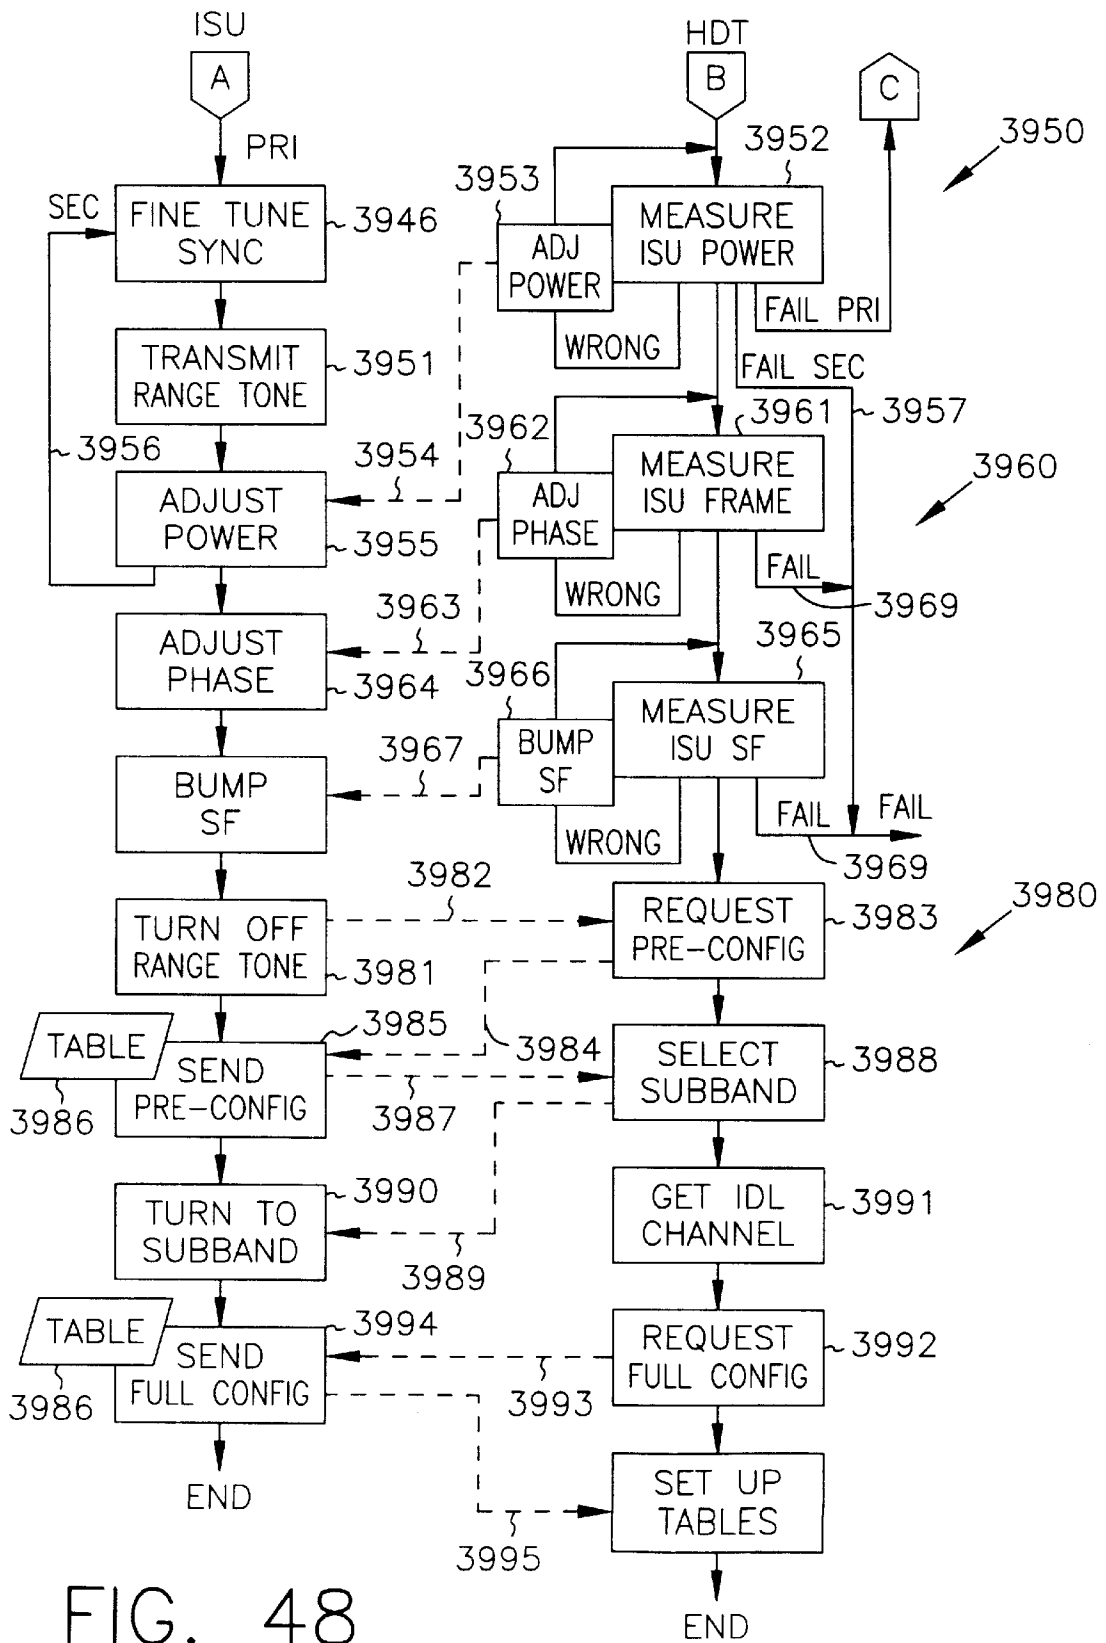 ISU
HDT
A
B
C
PRI
3950
3952
3953
SEC
FINE TUNE
SYNC
3946
MEASURE
ISU POWER
ADJ
POWER
FAIL PRI
WRONG
TRANSMIT
RANGE TONE
3951
FAIL SEC
3957
3956
3954
3962
3961
3960
ADJUST
POWER
3955
ADJ
PHASE
MEASURE
ISU FRAME
FAIL
WRONG
3969
3963
ADJUST
PHASE
3964
3965
3966
MEASURE
ISU SF
3967
BUMP
SF
BUMP
SF
WRONG
FAIL
FAIL
3969
3982
3980
TURN OFF
RANGE TONE
3981
REQUEST
PRE-CONFIG
3983
TABLE
3985
3984
SEND
PRE-CONFIG
3986
3987
SELECT
SUBBAND
3988
3990
TURN TO
SUBBAND
3989
GET IDL
CHANNEL
3991
TABLE
3994
SEND
FULL CONFIG
3986
3993
REQUEST
FULL CONFIG
3992
END
3995
SET UP
TABLES
END
FIG. 48